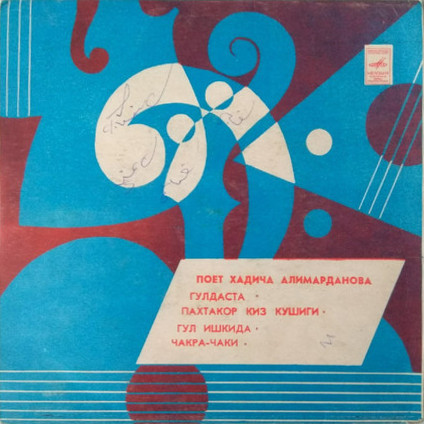 ПОЕТ ХАДИЧА АЛИМАРДАНОВА
ГУЛДАСТА
ПАХТАКОР КИЗ КУШИГИ
ГУЛ ИШКИДА
ЧАКРА-ЧАКИ